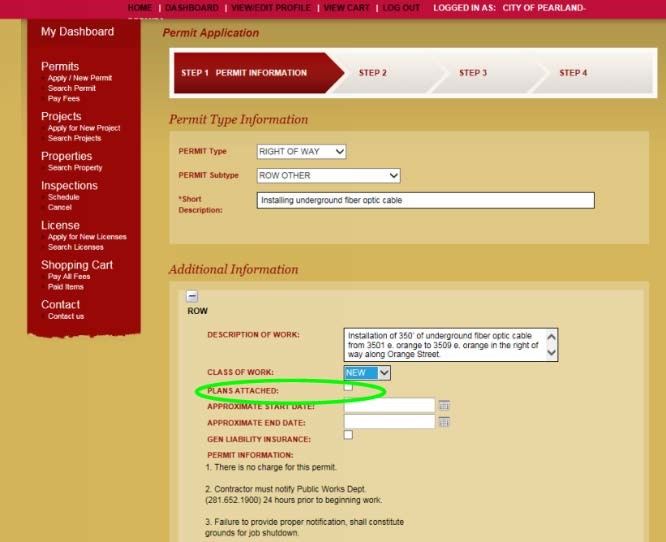 HOME | DASHBOARD | VIEW/EDIT PROFILE | VIEW CART | LOG OUT LOGGED IN AS: CITY OF PEARLAND-
My Dashboard
Permits
Apply / New Permit
Search Permit
Pay Fees
Projects
Apply for New Project
Search Projects
Properties
Search Property
Inspections
Schedule
Cancel
License
Apply for New Licenses
Search Licenses
Shopping Cart
Pay All Fees
Paid Items
Contact
Contact us
Permit Application
STEP 1 PERMIT INFORMATION STEP 2 STEP 3 STEP 4
Permit Type Information
PERMIT Type RIGHT OF WAY
PERMIT Subtype ROW OTHER
*Short Installing underground fiber optic cable
Description:
Additional Information
ROW
DESCRIPTION OF WORK: Installation of 350' of underground fiber optic cable
from 3501 e. orange to 3509 e. orange in the right of
way along Orange Street.
CLASS OF WORK: NEW
PLANS ATTACHED:
APPROXIMATE START DATE:
APPROXIMATE END DATE:
GEN LIABILITY INSURANCE:
PERMIT INFORMATION:
1. There is no charge for this permit.
2. Contractor must notify Public Works Dept.
(281.652.1900) 24 hours prior to beginning work.
3. Failure to provide proper notification, shall constitute
grounds for job shutdown.